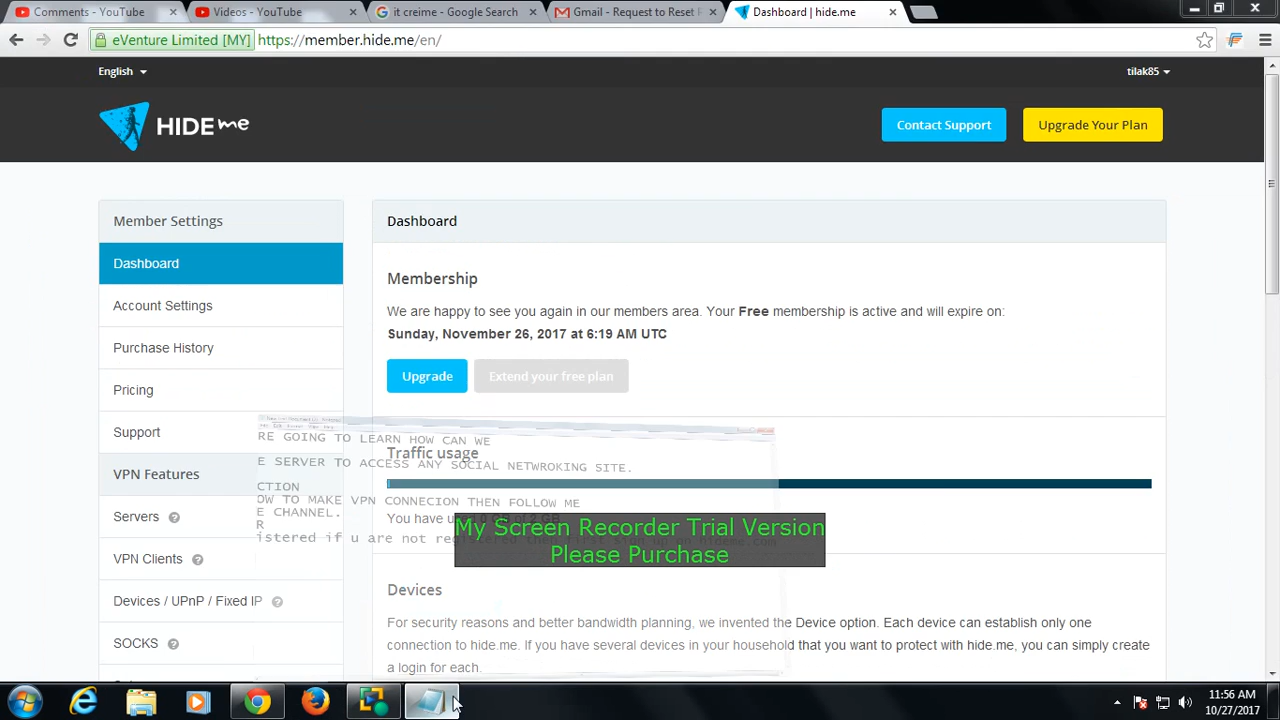 Comments - YouTube
Videos - YouTube
it creime - Google Search
Gmail - Request to Reset
Dashboard | hide.me
eVenture Limited [MY]
https://member.hide.me/en/
English
tilak85
HIDE me
Contact Support
Upgrade Your Plan
Member Settings
Dashboard
Account Settings
Purchase History
Pricing
Support
VPN Features
Servers
VPN Clients
Devices / UPnP / Fixed IP
SOCKS
Dashboard
Membership
We are happy to see you again in our members area. Your Free membership is active and will expire on:
Sunday, November 26, 2017 at 6:19 AM UTC
Upgrade
Extend your free plan
RE GOING TO LEARN HOW CAN WE
Traffic usage
E SERVER TO ACCESS ANY SOCIAL NETWROKING SITE.
CTION
OW TO MAKE VPN CONNECION THEN FOLLOW ME
E CHANNEL.
R
You have
istered if u are not registered then first sign up on hideme.com
My Screen Recorder Trial Version
Please Purchase
Devices
For security reasons and better bandwidth planning, we invented the Device option. Each device can establish only one
connection to hide.me. If you have several devices in your household that you want to protect with hide.me, you can simply create
a login for each.
11:56 AM
10/27/2017